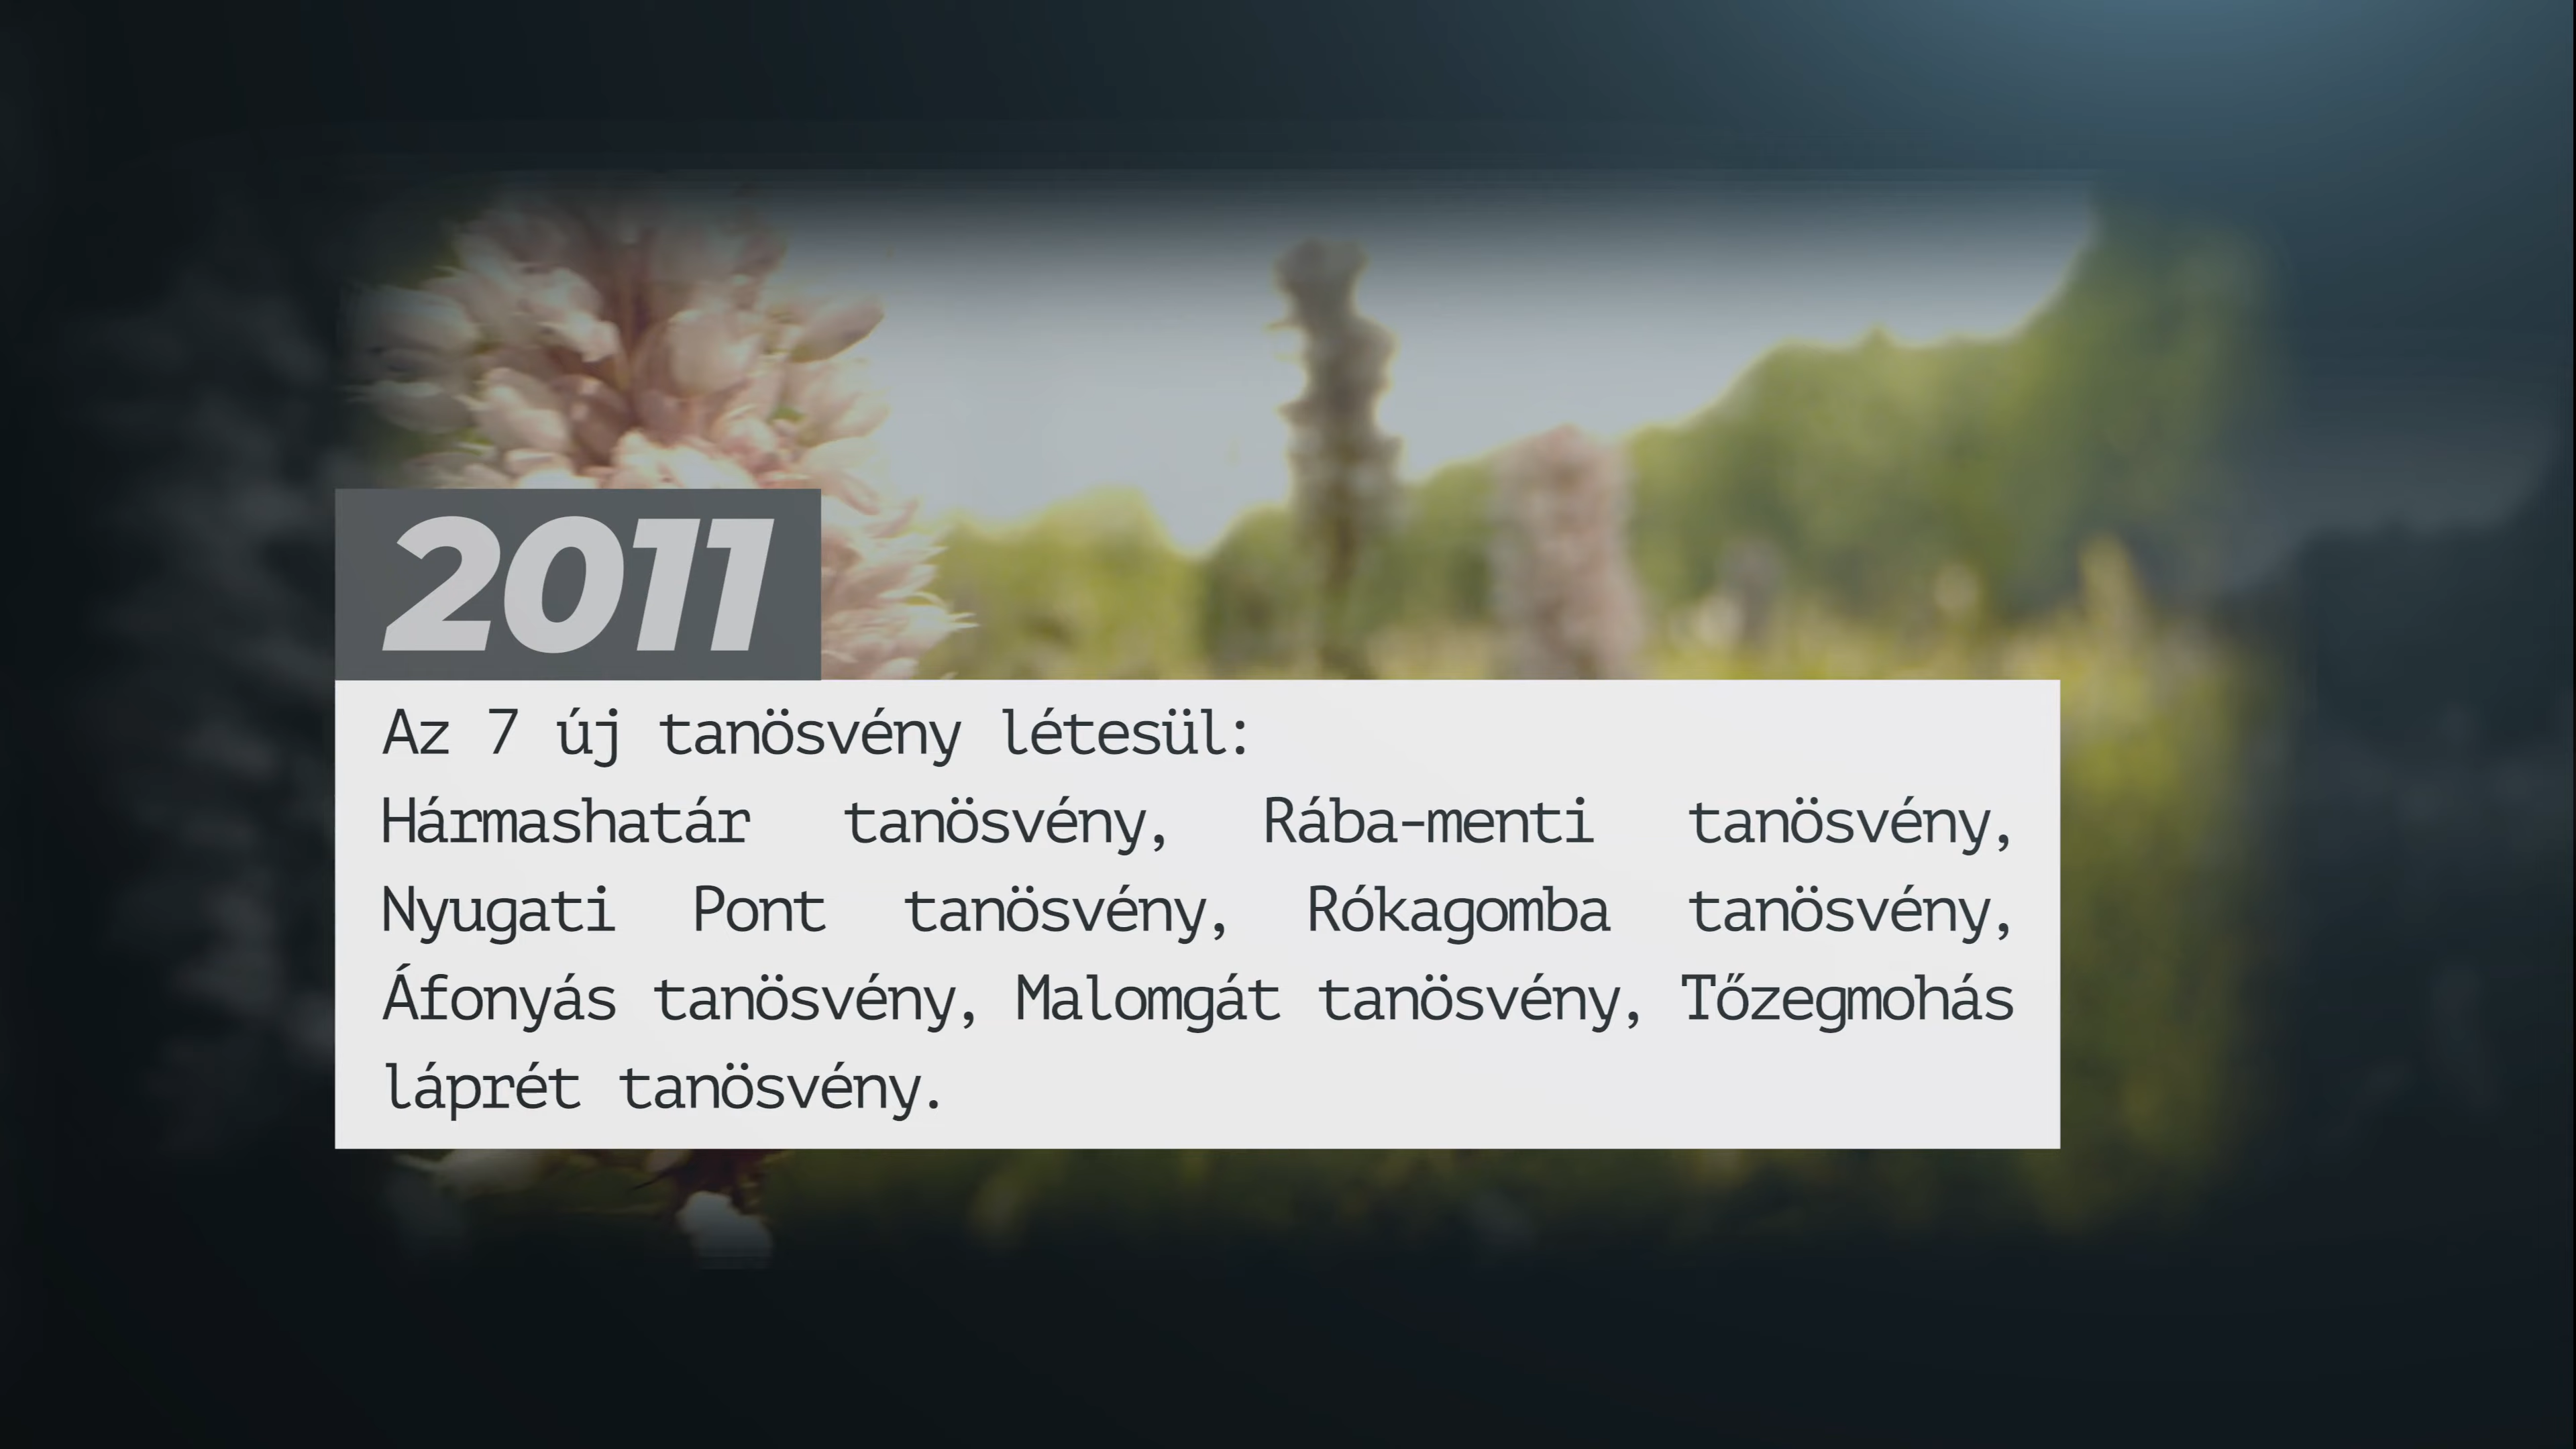 2011
Az 7 új tanösvény létesül:
Hármashatár tanösvény, Rába-menti tanösvény,
Nyugati Pont tanösvény, Rókagomba tanösvény,
Áfonyás tanösvény, Malomgát tanösvény, Tőzegmohás
láprét tanösvény.